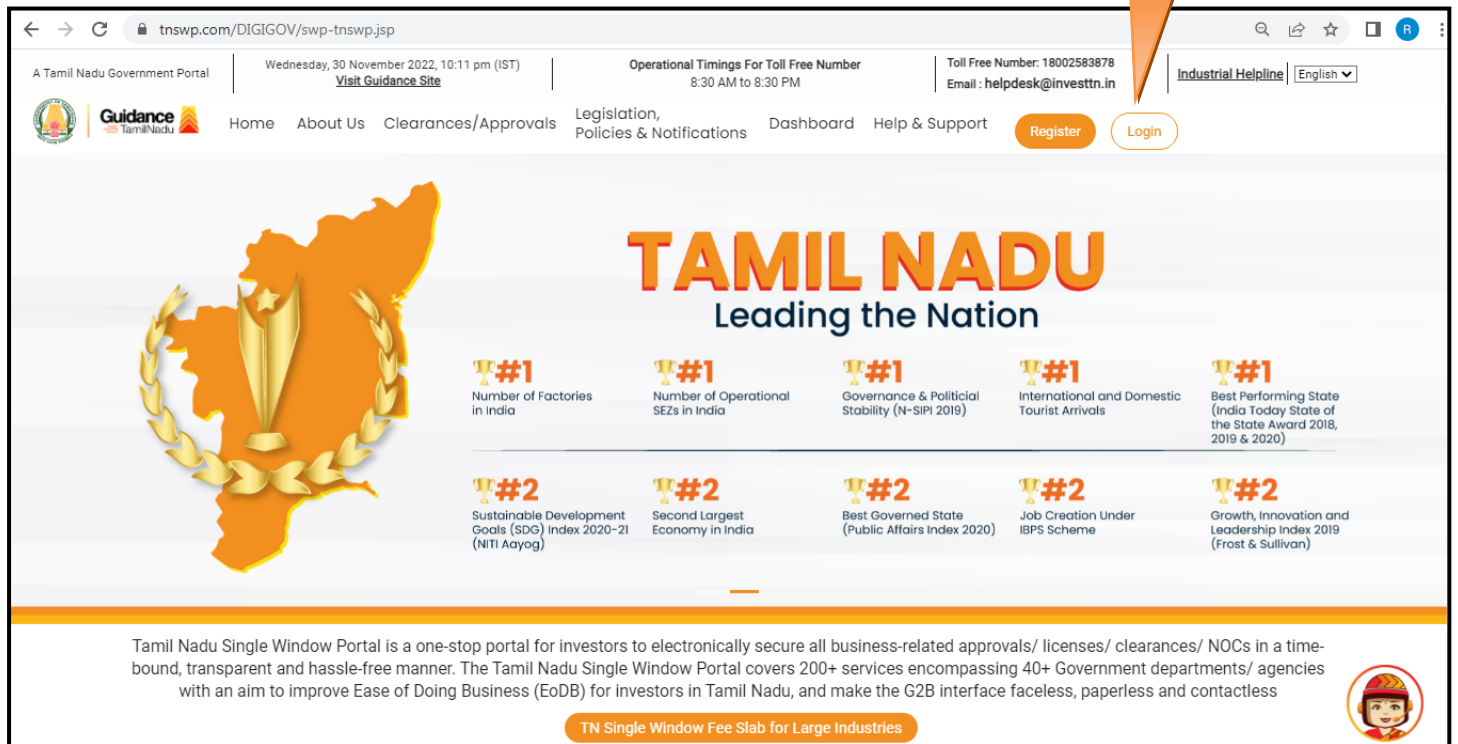 tnswp.com/DIGIGOV/swp-tnswp.jsp
R
A Tamil Nadu Government Portal
Wednesday, 30 November 2022, 10:11 pm (IST)
Visit Guidance Site
Operational Timings For Toll Free Number
8:30 AM to 8:30 PM
Toll Free Number: 18002583878
Email : helpdesk@investtn.in
Industrial Helpline
English
Guidance
TamilNadu
Home
About Us
Clearances/Approvals
Legislation,
Policies & Notifications
Dashboard
Help & Support
Register
Login
TAMIL NADU
Leading the Nation
#1
Number of Factories
in India
#1
Number of Operational
SEZs in India
#1
Governance & Politicial
Stability (N-SIPI 2019)
#1
International and Domestic
Tourist Arrivals
#1
Best Performing State
(India Today State of
the State Award 2018,
2019 & 2020)
#2
Sustainable Development
Goals (SDG) Index 2020-21
(NITI Aayog)
#2
Second Largest
Economy in India
#2
Best Governed State
(Public Affairs Index 2020)
#2
Job Creation Under
IBPS Scheme
#2
Growth, Innovation and
Leadership Index 2019
(Frost & Sullivan)
Tamil Nadu Single Window Portal is a one-stop portal for investors to electronically secure all business-related approvals/ licenses/ clearances/ NOCs in a time-
bound, transparent and hassle-free manner. The Tamil Nadu Single Window Portal covers 200+ services encompassing 40+ Government departments/ agencies
with an aim to improve Ease of Doing Business (EoDB) for investors in Tamil Nadu, and make the G2B interface faceless, paperless and contactless
TN Single Window Fee Slab for Large Industries